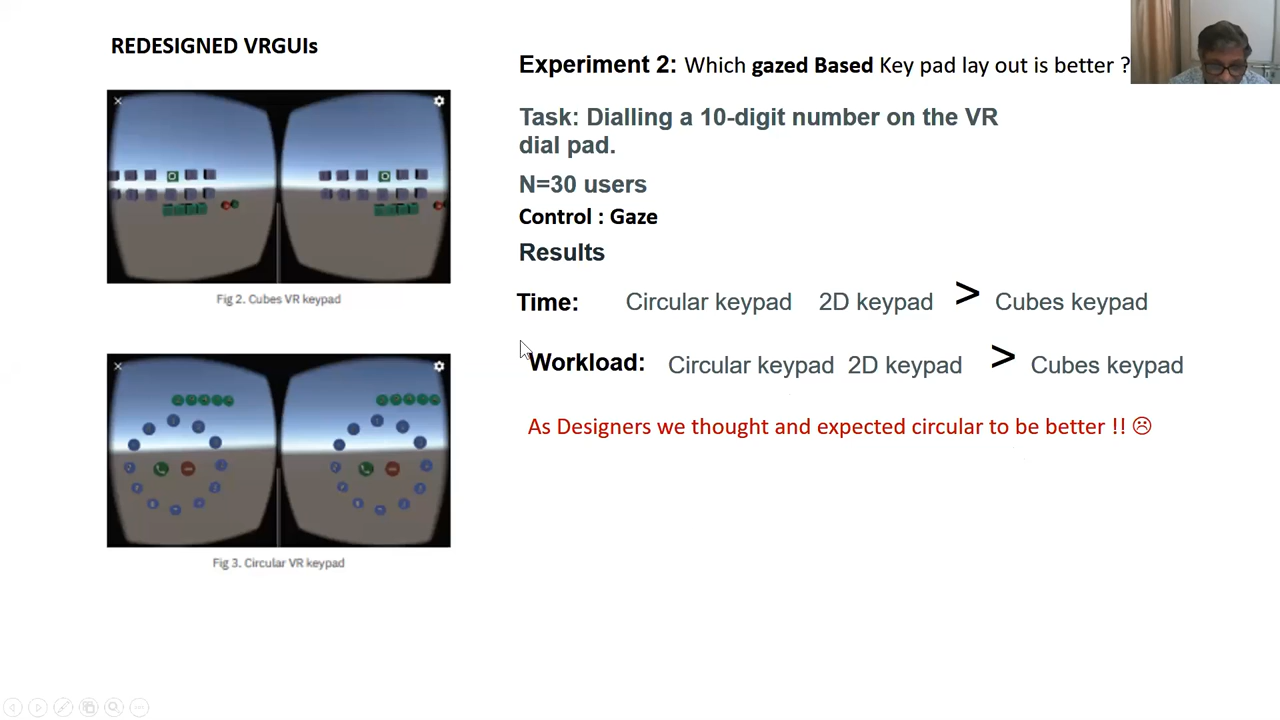 REDESIGNED VRGUIs
Fig 2. Cubes VR keypad
Fig 3. Circular VR keypad
Experiment 2: Which gazed Based Key pad lay out is better ?
Task: Dialling a 10-digit number on the VR
dial pad.
N=30 users
Control : Gaze
Results
Time: Circular keypad 2D keypad > Cubes keypad
Workload: Circular keypad 2D keypad > Cubes keypad
As Designers we thought and expected circular to be better !! ☹